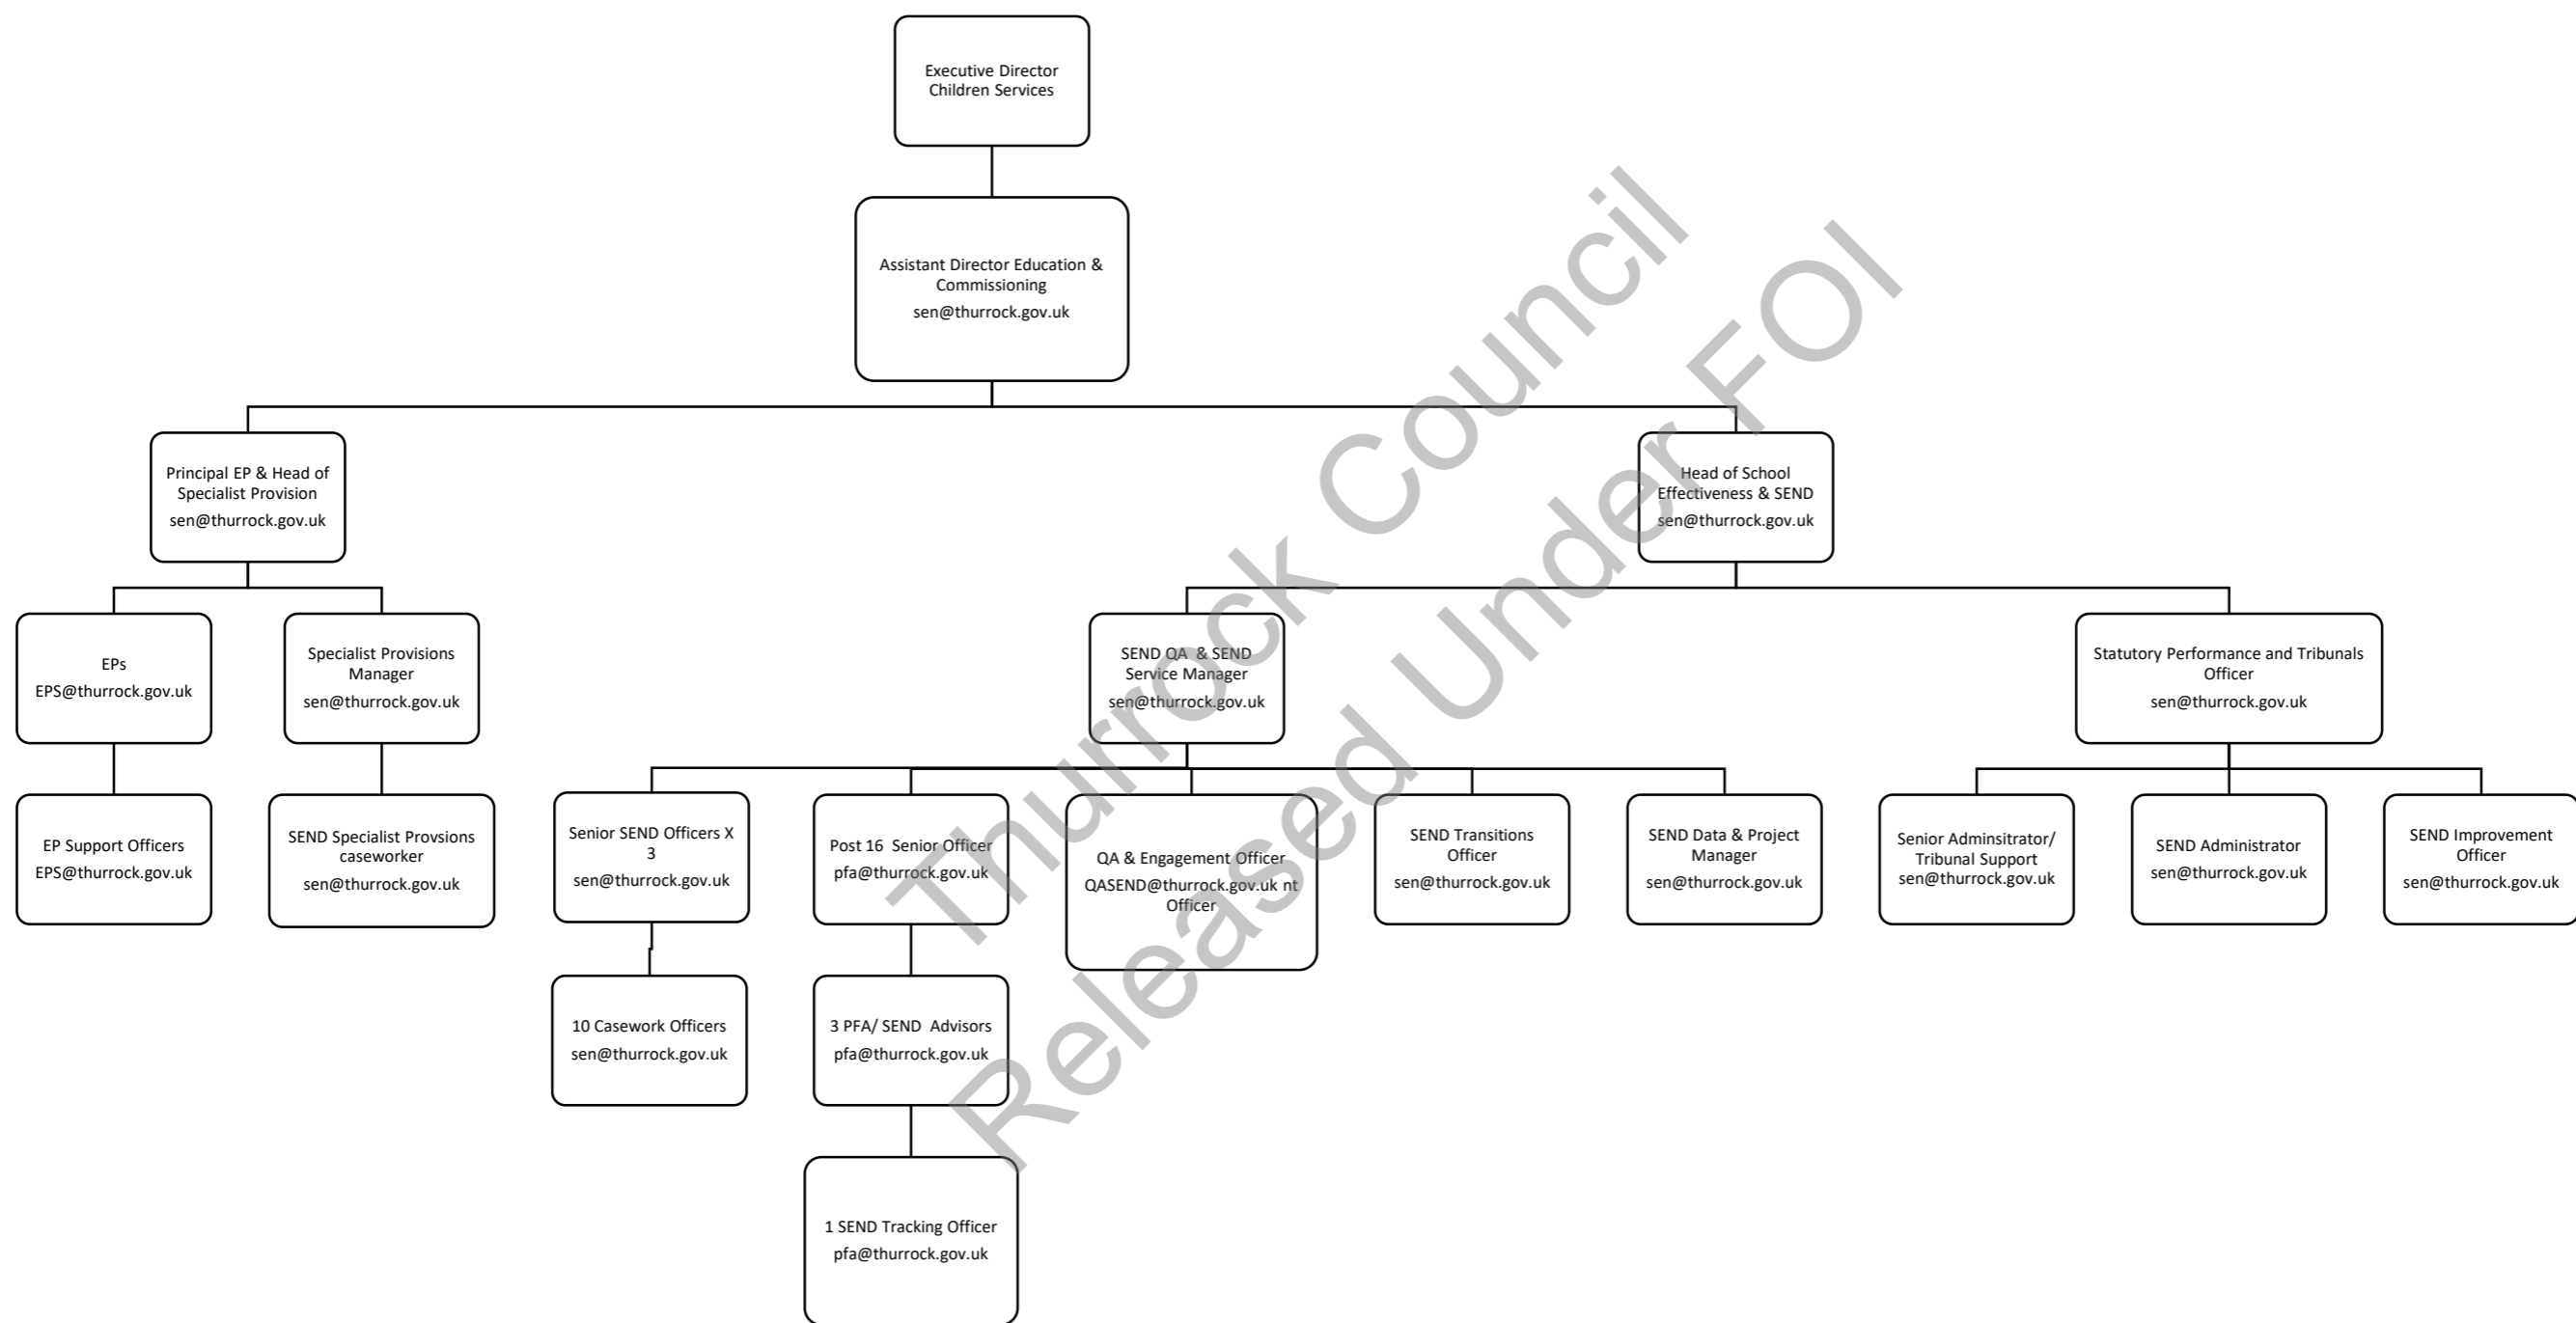 Executive Director
Children Services
Assistant Director Education &
Commissioning
sen@thurrock.gov.uk
Principal EP & Head of
Specialist Provision
sen@thurrock.gov.uk
Head of School
Effectiveness & SEND
sen@thurrock.gov.uk
EPs
EPS@thurrock.gov.uk
Specialist Provisions
Manager
sen@thurrock.gov.uk
SEND QA  & SEND
Service Manager
sen@thurrock.gov.uk
Statutory Performance and Tribunals
Officer
sen@thurrock.gov.uk
EP Support Officers
EPS@thurrock.gov.uk
SEND Specialist Provsions
caseworker
sen@thurrock.gov.uk
Senior SEND Officers X
3
sen@thurrock.gov.uk
Post 16  Senior Officer
pfa@thurrock.gov.uk
QA & Engagement Officer
QASEND@thurrock.gov.uk nt
Officer
SEND Transitions
Officer
sen@thurrock.gov.uk
SEND Data & Project
Manager
sen@thurrock.gov.uk
Senior Adminsitrator/
Tribunal Support
sen@thurrock.gov.uk
SEND Administrator
sen@thurrock.gov.uk
SEND Improvement
Officer
sen@thurrock.gov.uk
10 Casework Officers
sen@thurrock.gov.uk
3 PFA/ SEND  Advisors
pfa@thurrock.gov.uk
1 SEND Tracking Officer
pfa@thurrock.gov.uk
Thurrock Council
Released Under FOI